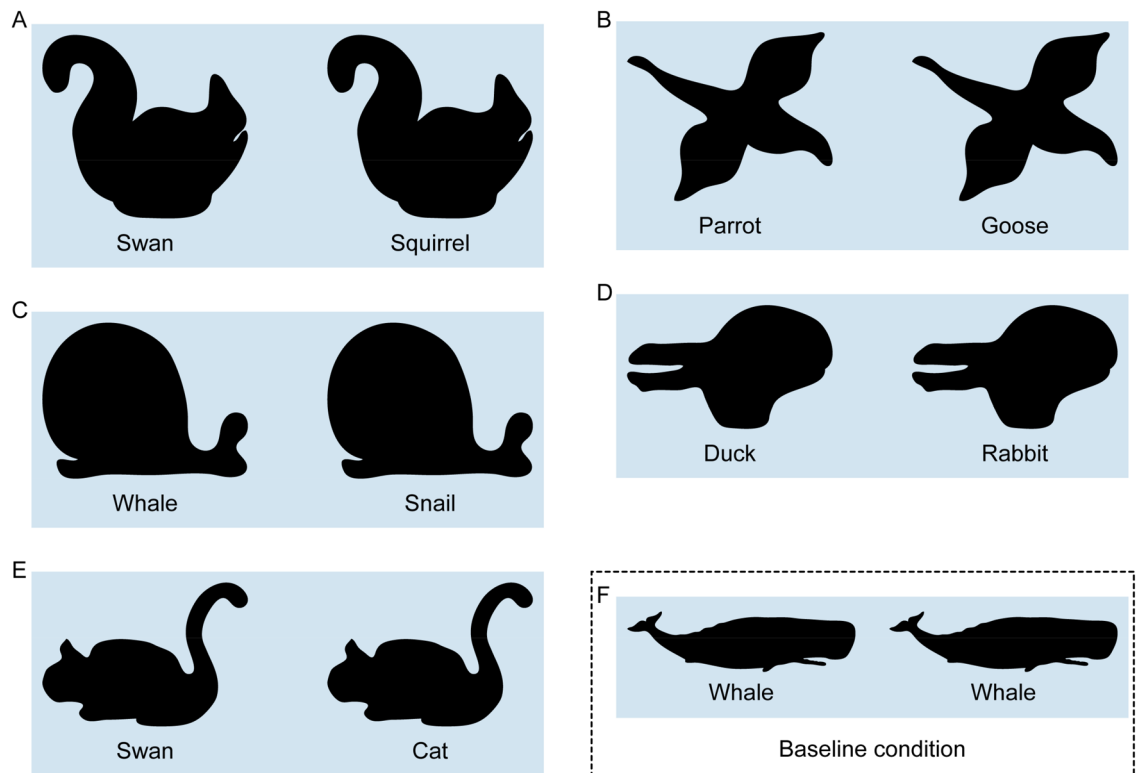 A
Swan Squirrel
B
Parrot Goose
C
Whale Snail
D
Duck Rabbit
E
Swan Cat
F
Whale Whale
Baseline condition